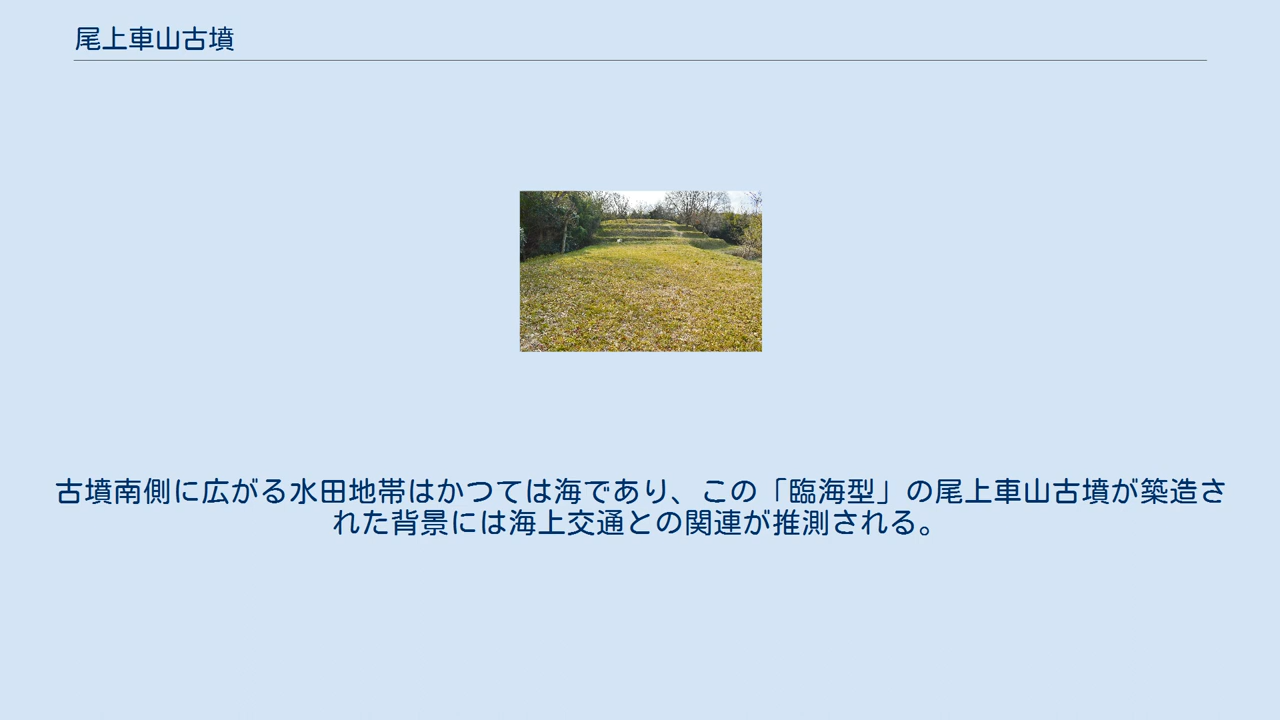 尾上車山古墳
古墳南側に広がる水田地帯はかつては海であり、この「臨海型」の尾上車山古墳が築造さ
れた背景には海上交通との関連が推測される。